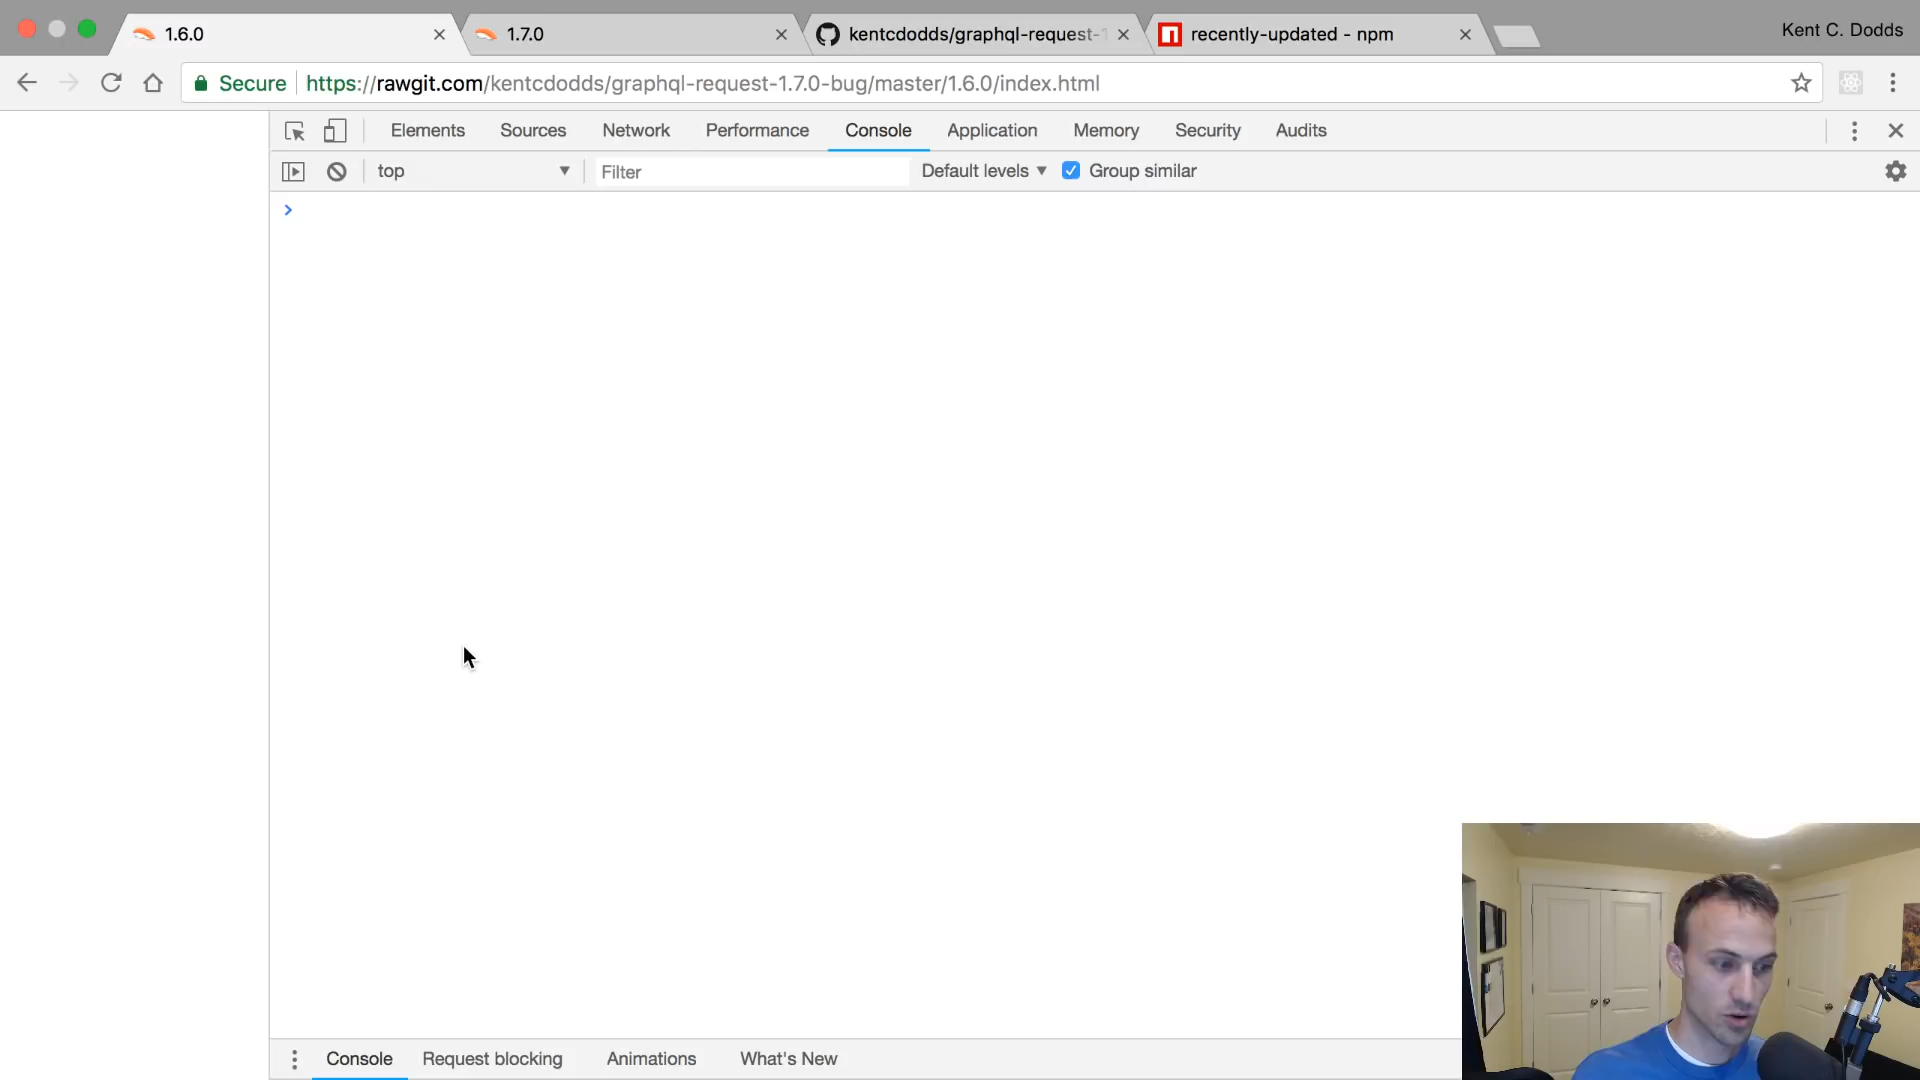 1.6.0
1.7.0
kentcdodds/graphql-request-1
recently-updated - npm
Kent C. Dodds
Secure
https://rawgit.com/kentcdodds/graphql-request-1.7.0-bug/master/1.6.0/index.html
Elements Sources Network Performance Console Application Memory Security Audits
top
Filter
Default levels
Group similar
Console Request blocking Animations What's New